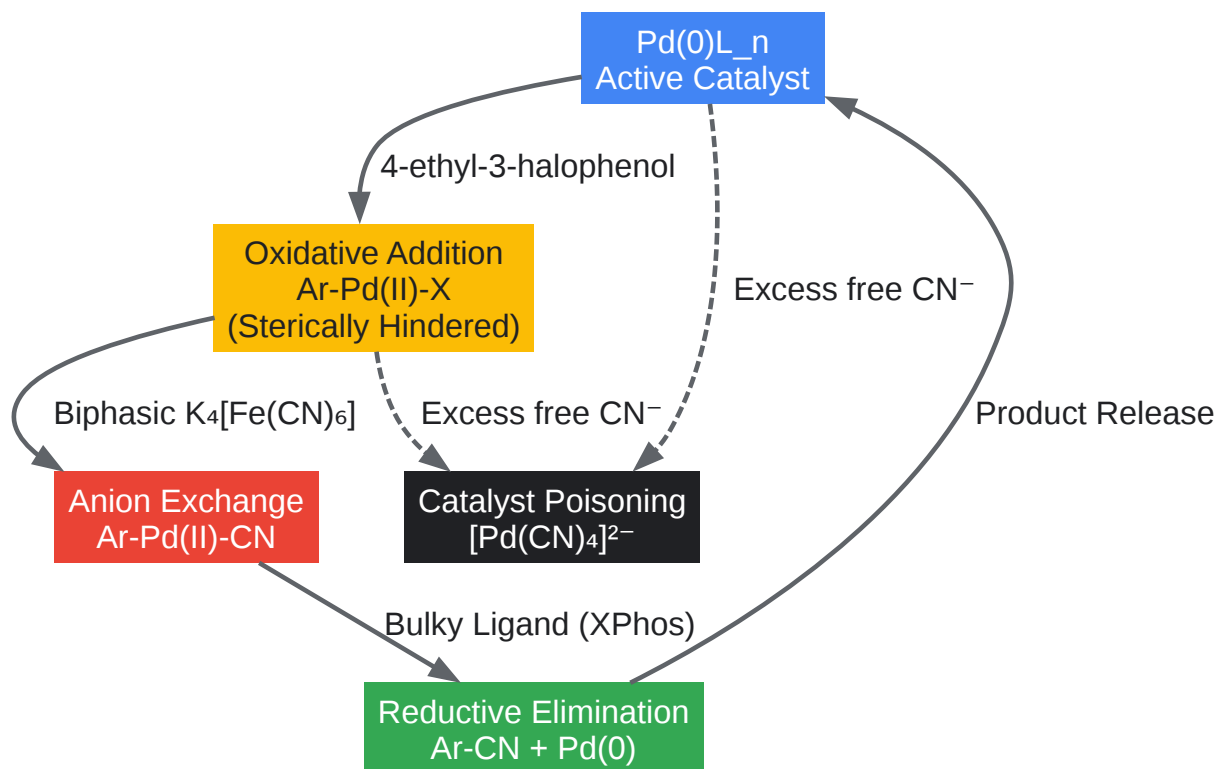 Pd(0)L_n
Active Catalyst
4-ethyl-3-halophenol
Oxidative Addition
Ar-Pd(II)-X
(Sterically Hindered)
Excess free CN⁻
Biphasic K₄[Fe(CN)₆]
Excess free CN⁻
Product Release
Anion Exchange
Ar-Pd(II)-CN
Catalyst Poisoning
[Pd(CN)₄]²⁻
Bulky Ligand (XPhos)
Reductive Elimination
Ar-CN + Pd(0)